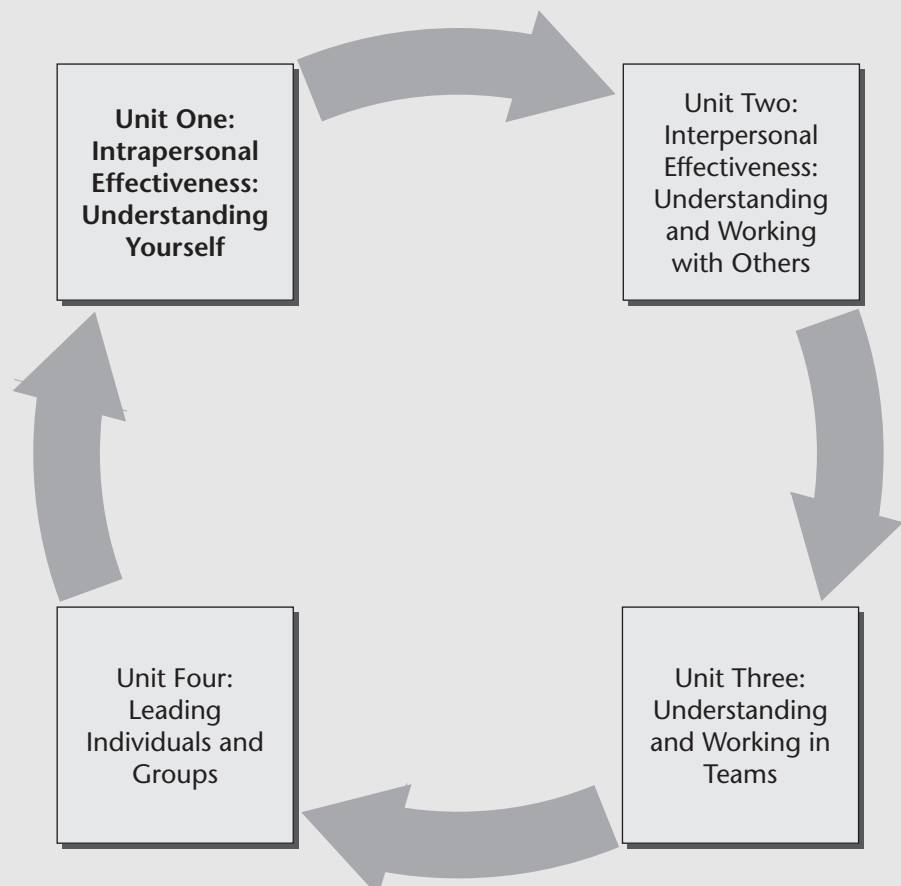 Unit One:
Intrapersonal
Effectiveness:
Understanding
Yourself
Unit Two:
Interpersonal
Effectiveness:
Understanding
and Working
with Others
Unit Three:
Understanding
and Working in
Teams
Unit Four:
Leading
Individuals and
Groups